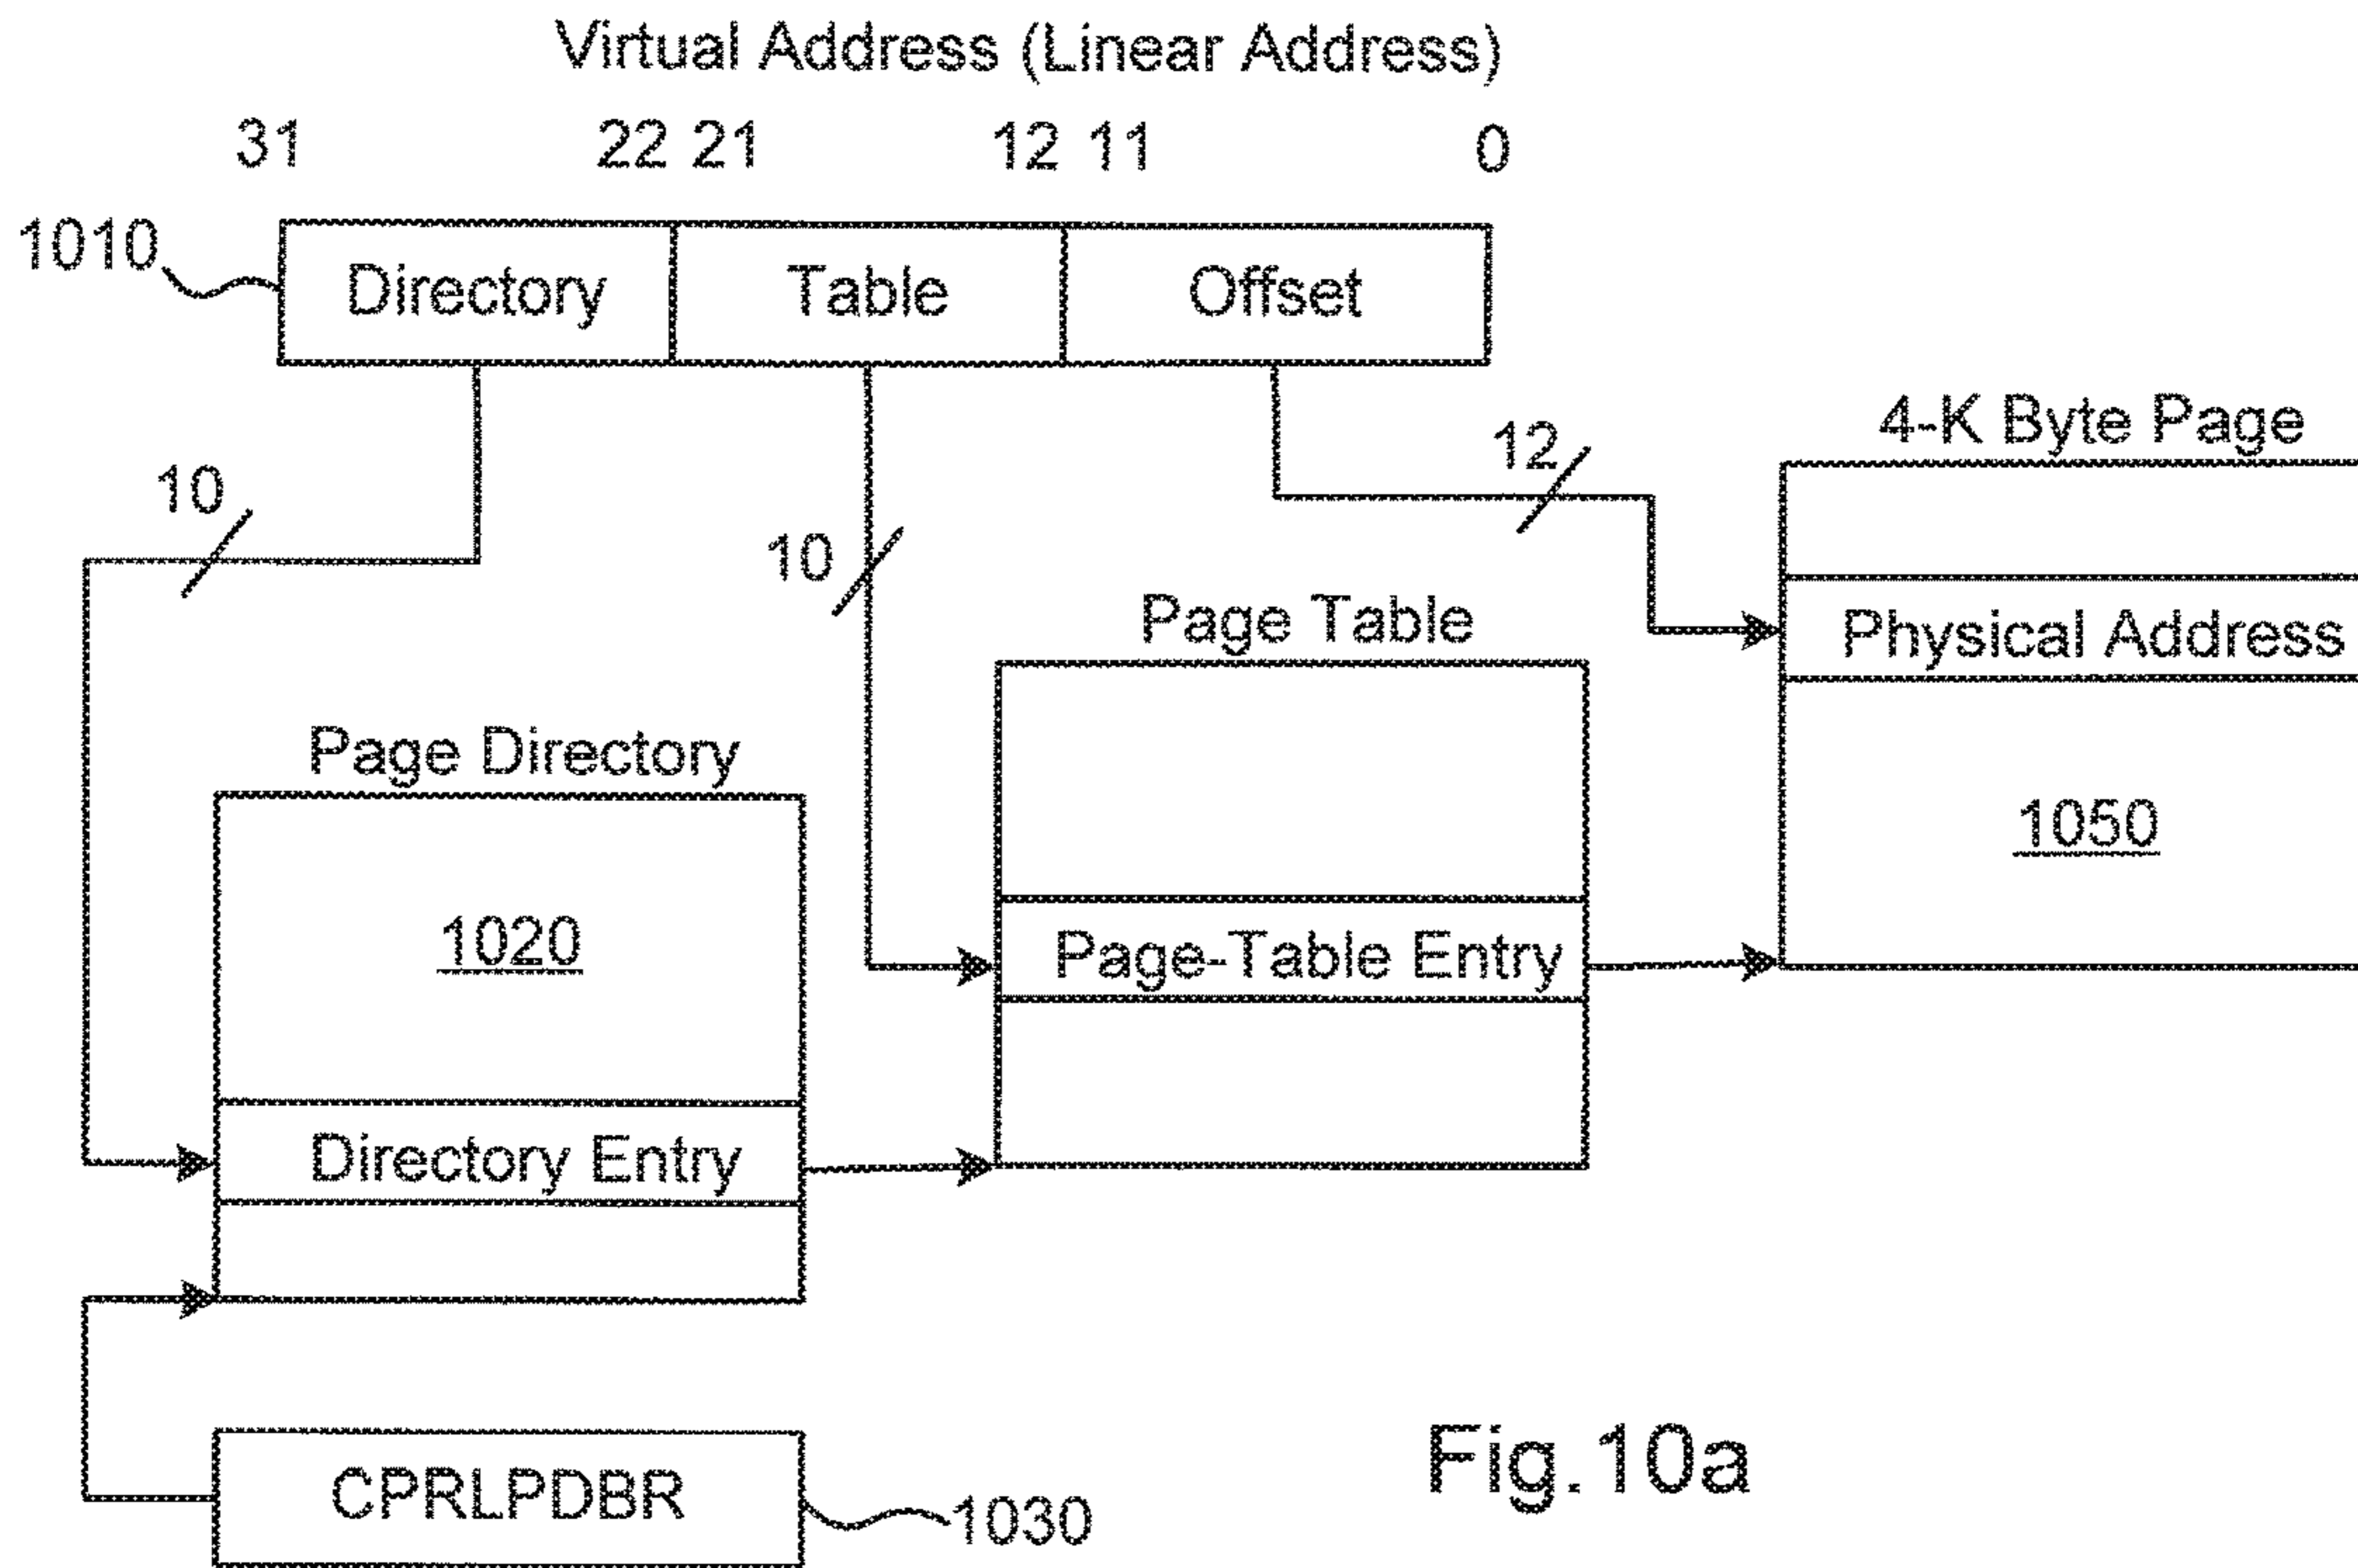 Virtual Address (Linear Address)
31 22 21 12 11 0
1010
Directory Table Offset
4-K Byte Page
12
10
10
Page Table
Physical Address
Page Directory
1050
1020
Page-Table Entry
Directory Entry
CPRLPDBR
1030
Fig.10a